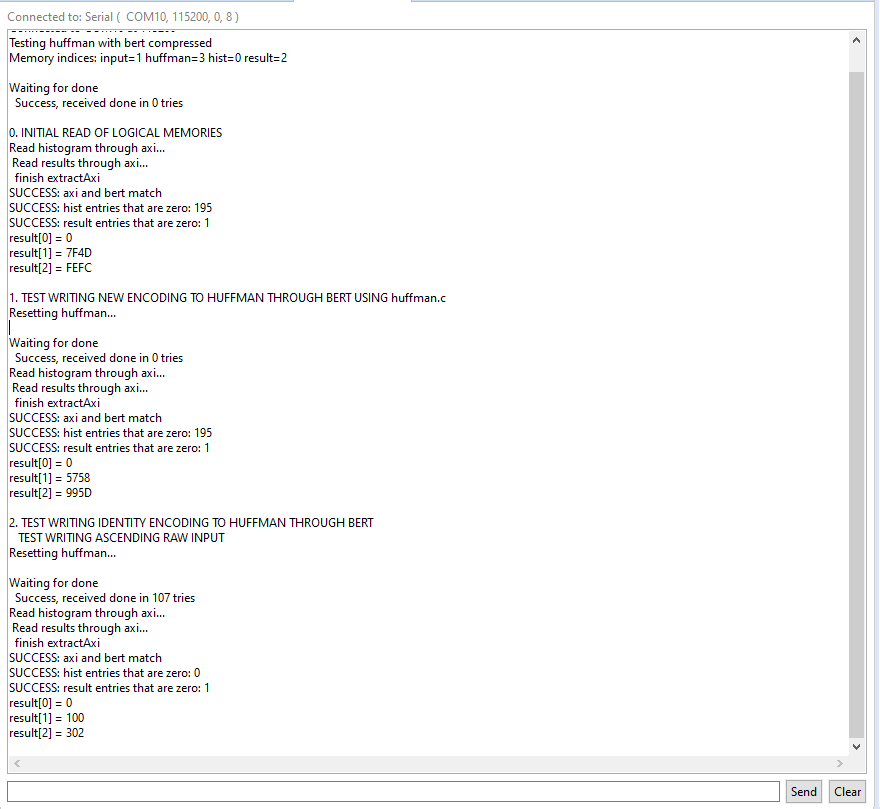 Connected to: Serial ( COM10, 115200, 0, 8 )
Testing huffman with bert compressed
Memory indices: input=1 huffman=3 hist=0 result=2
Waiting for done
Success, received done in 0 tries
0. INITIAL READ OF LOGICAL MEMORIES
Read histogram through axi...
Read results through axi...
finish extractAxi
SUCCESS: axi and bert match
SUCCESS: hist entries that are zero: 195
SUCCESS: result entries that are zero: 1
result[0] = 0
result[1] = 7F4D
result[2] = FEFC
1. TEST WRITING NEW ENCODING TO HUFFMAN THROUGH BERT USING huffman.c
Resetting huffman...
Waiting for done
Success, received done in 0 tries
Read histogram through axi...
Read results through axi...
finish extractAxi
SUCCESS: axi and bert match
SUCCESS: hist entries that are zero: 195
SUCCESS: result entries that are zero: 1
result[0] = 0
result[1] = 5758
result[2] = 995D
2. TEST WRITING IDENTITY ENCODING TO HUFFMAN THROUGH BERT
TEST WRITING ASCENDING RAW INPUT
Resetting huffman...
Waiting for done
Success, received done in 107 tries
Read histogram through axi...
Read results through axi...
finish extractAxi
SUCCESS: axi and bert match
SUCCESS: hist entries that are zero: 0
SUCCESS: result entries that are zero: 1
result[0] = 0
result[1] = 100
result[2] = 302
Send
Clear